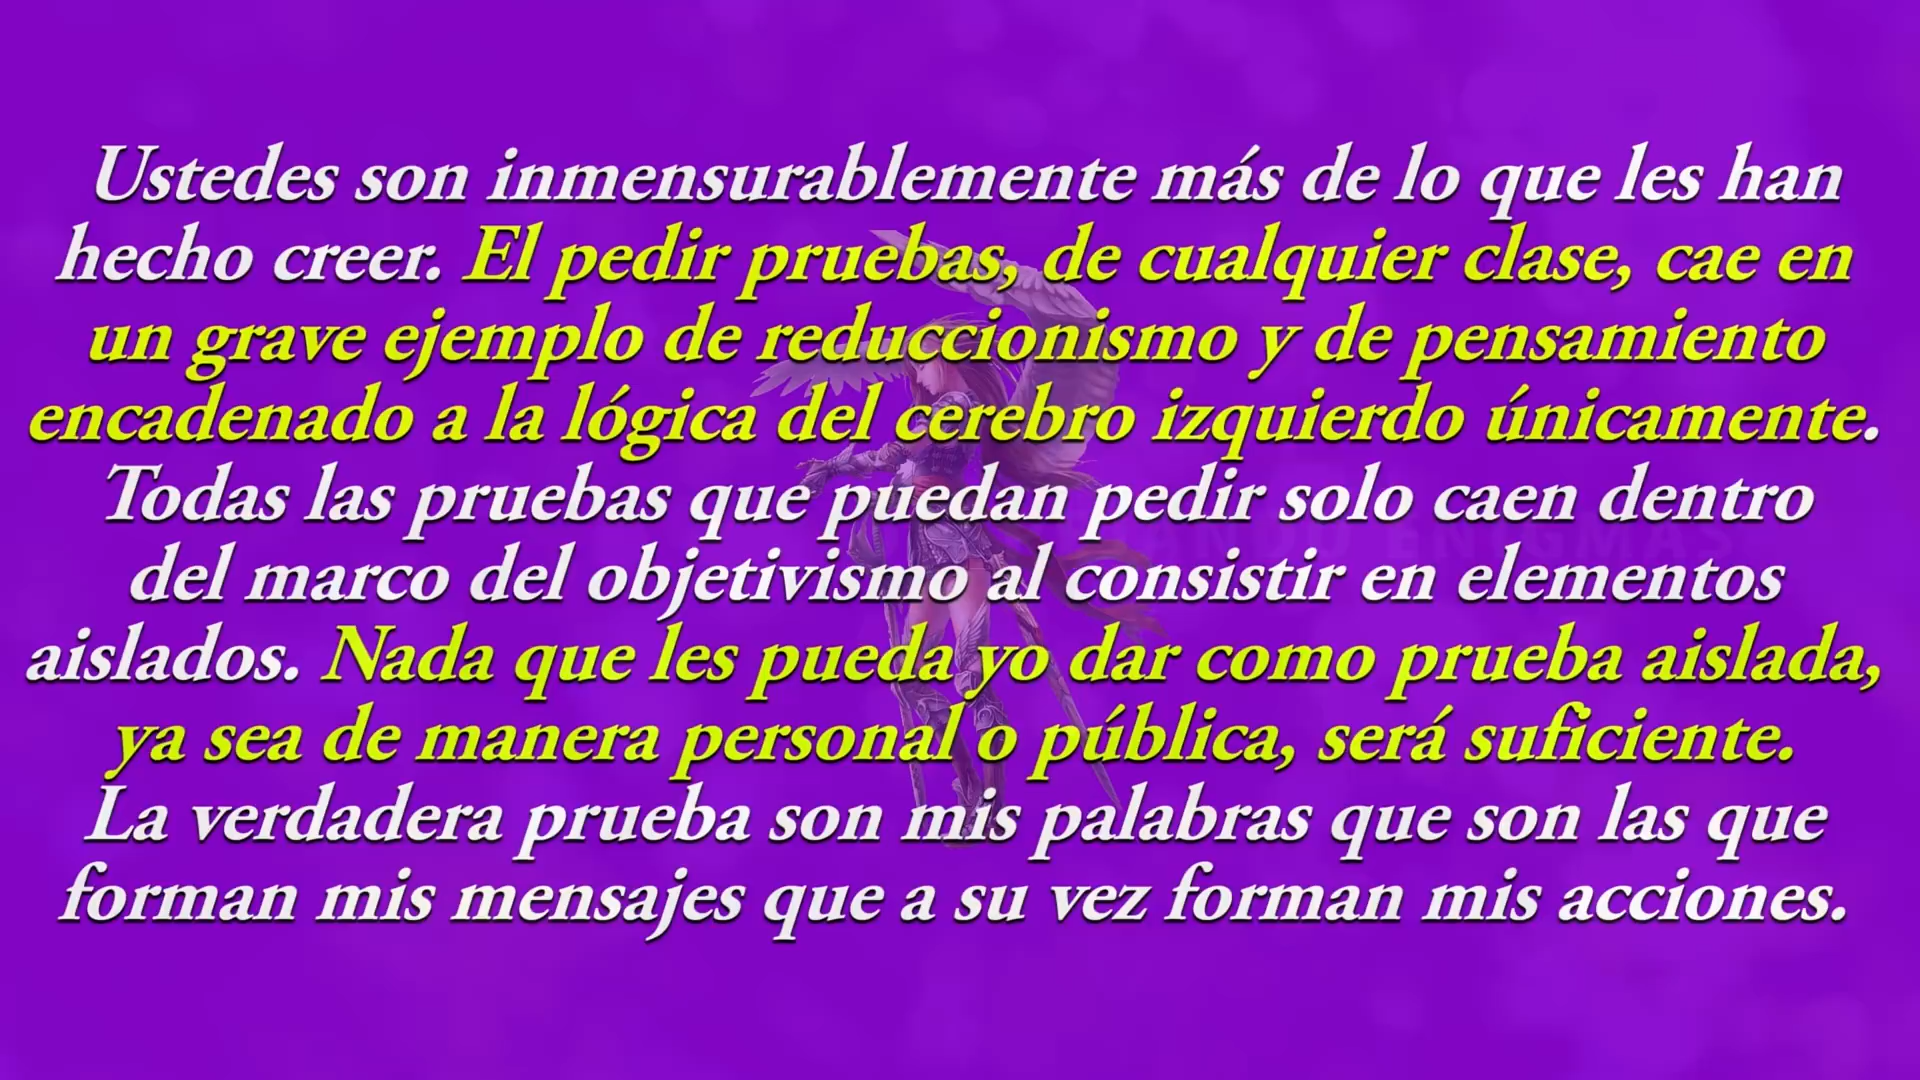 Ustedes son inmensurablemente más de lo que les han
hecho creer. El pedir pruebas, de cualquier clase, cae en
un grave ejemplo de reduccionismo y de pensamiento
encadenado a la lógica del cerebro izquierdo únicamente.
Todas las pruebas que puedan pedir solo caen dentro
del marco del objetivismo al consistir en elementos
aislados. Nada que les pueda yo dar como prueba aislada,
ya sea de manera personal o pública, será suficiente.
La verdadera prueba son mis palabras que son las que
forman mis mensajes que a su vez forman mis acciones.
ENIGMAS